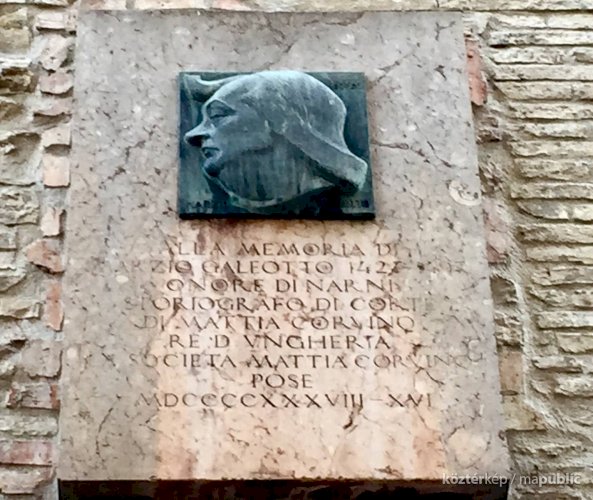 ALLA MEMORIA DI
ZIO GALEOTTO
ONORE DI NARNI
STORIOGRAFO DI CORTE
DI MATTIA CORVINO
RE D VNGHERIA
SOCIETA MATTIA CORVINO
POSE
MDCCCCXXXVIII-XVI
köztérkép / mapublic